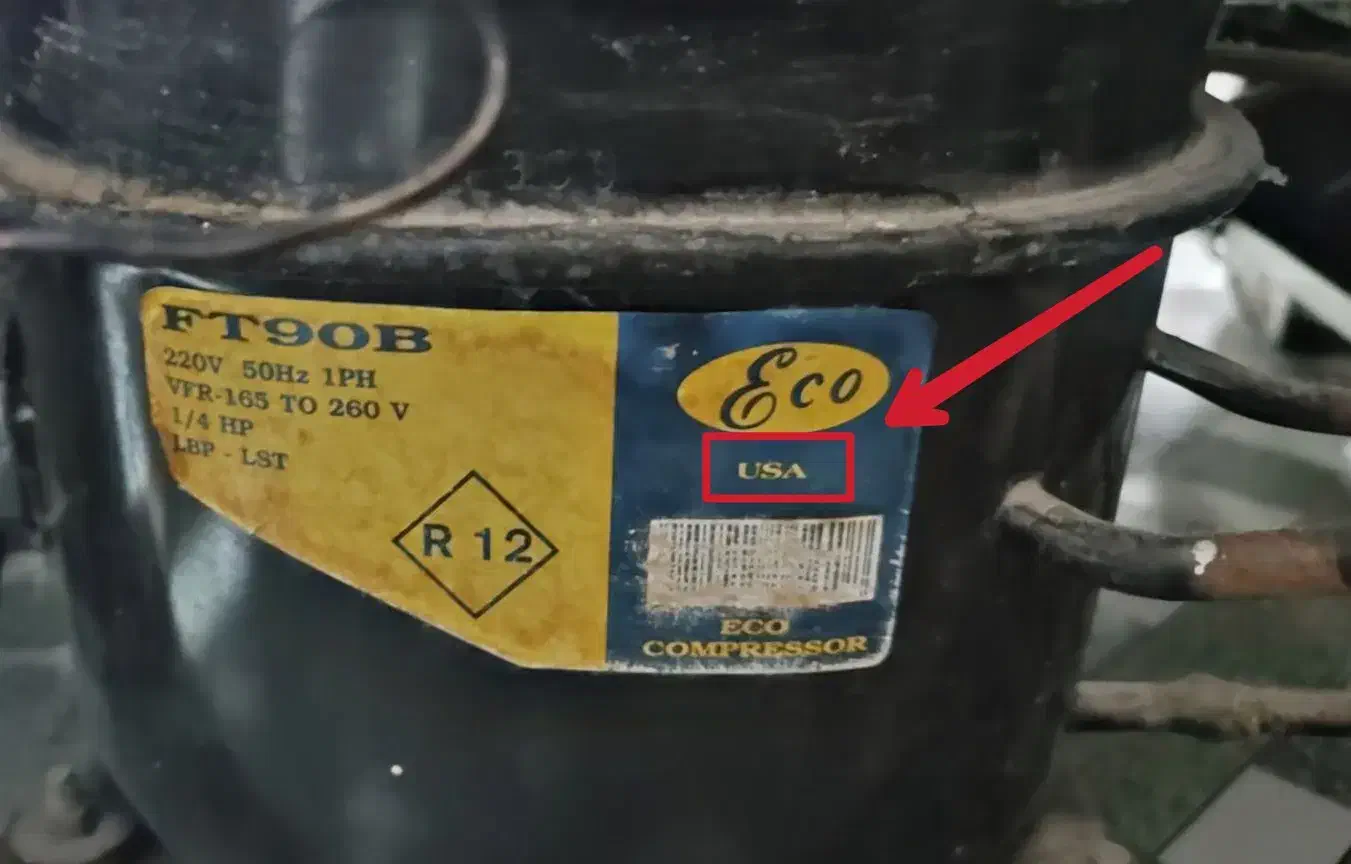 FT90B
220V 50Hz 1PH
VFR-165 TO 260 V
1/4 HP
LBP - LST
R 12
Eco
USA
ECO
COMPRESSOR